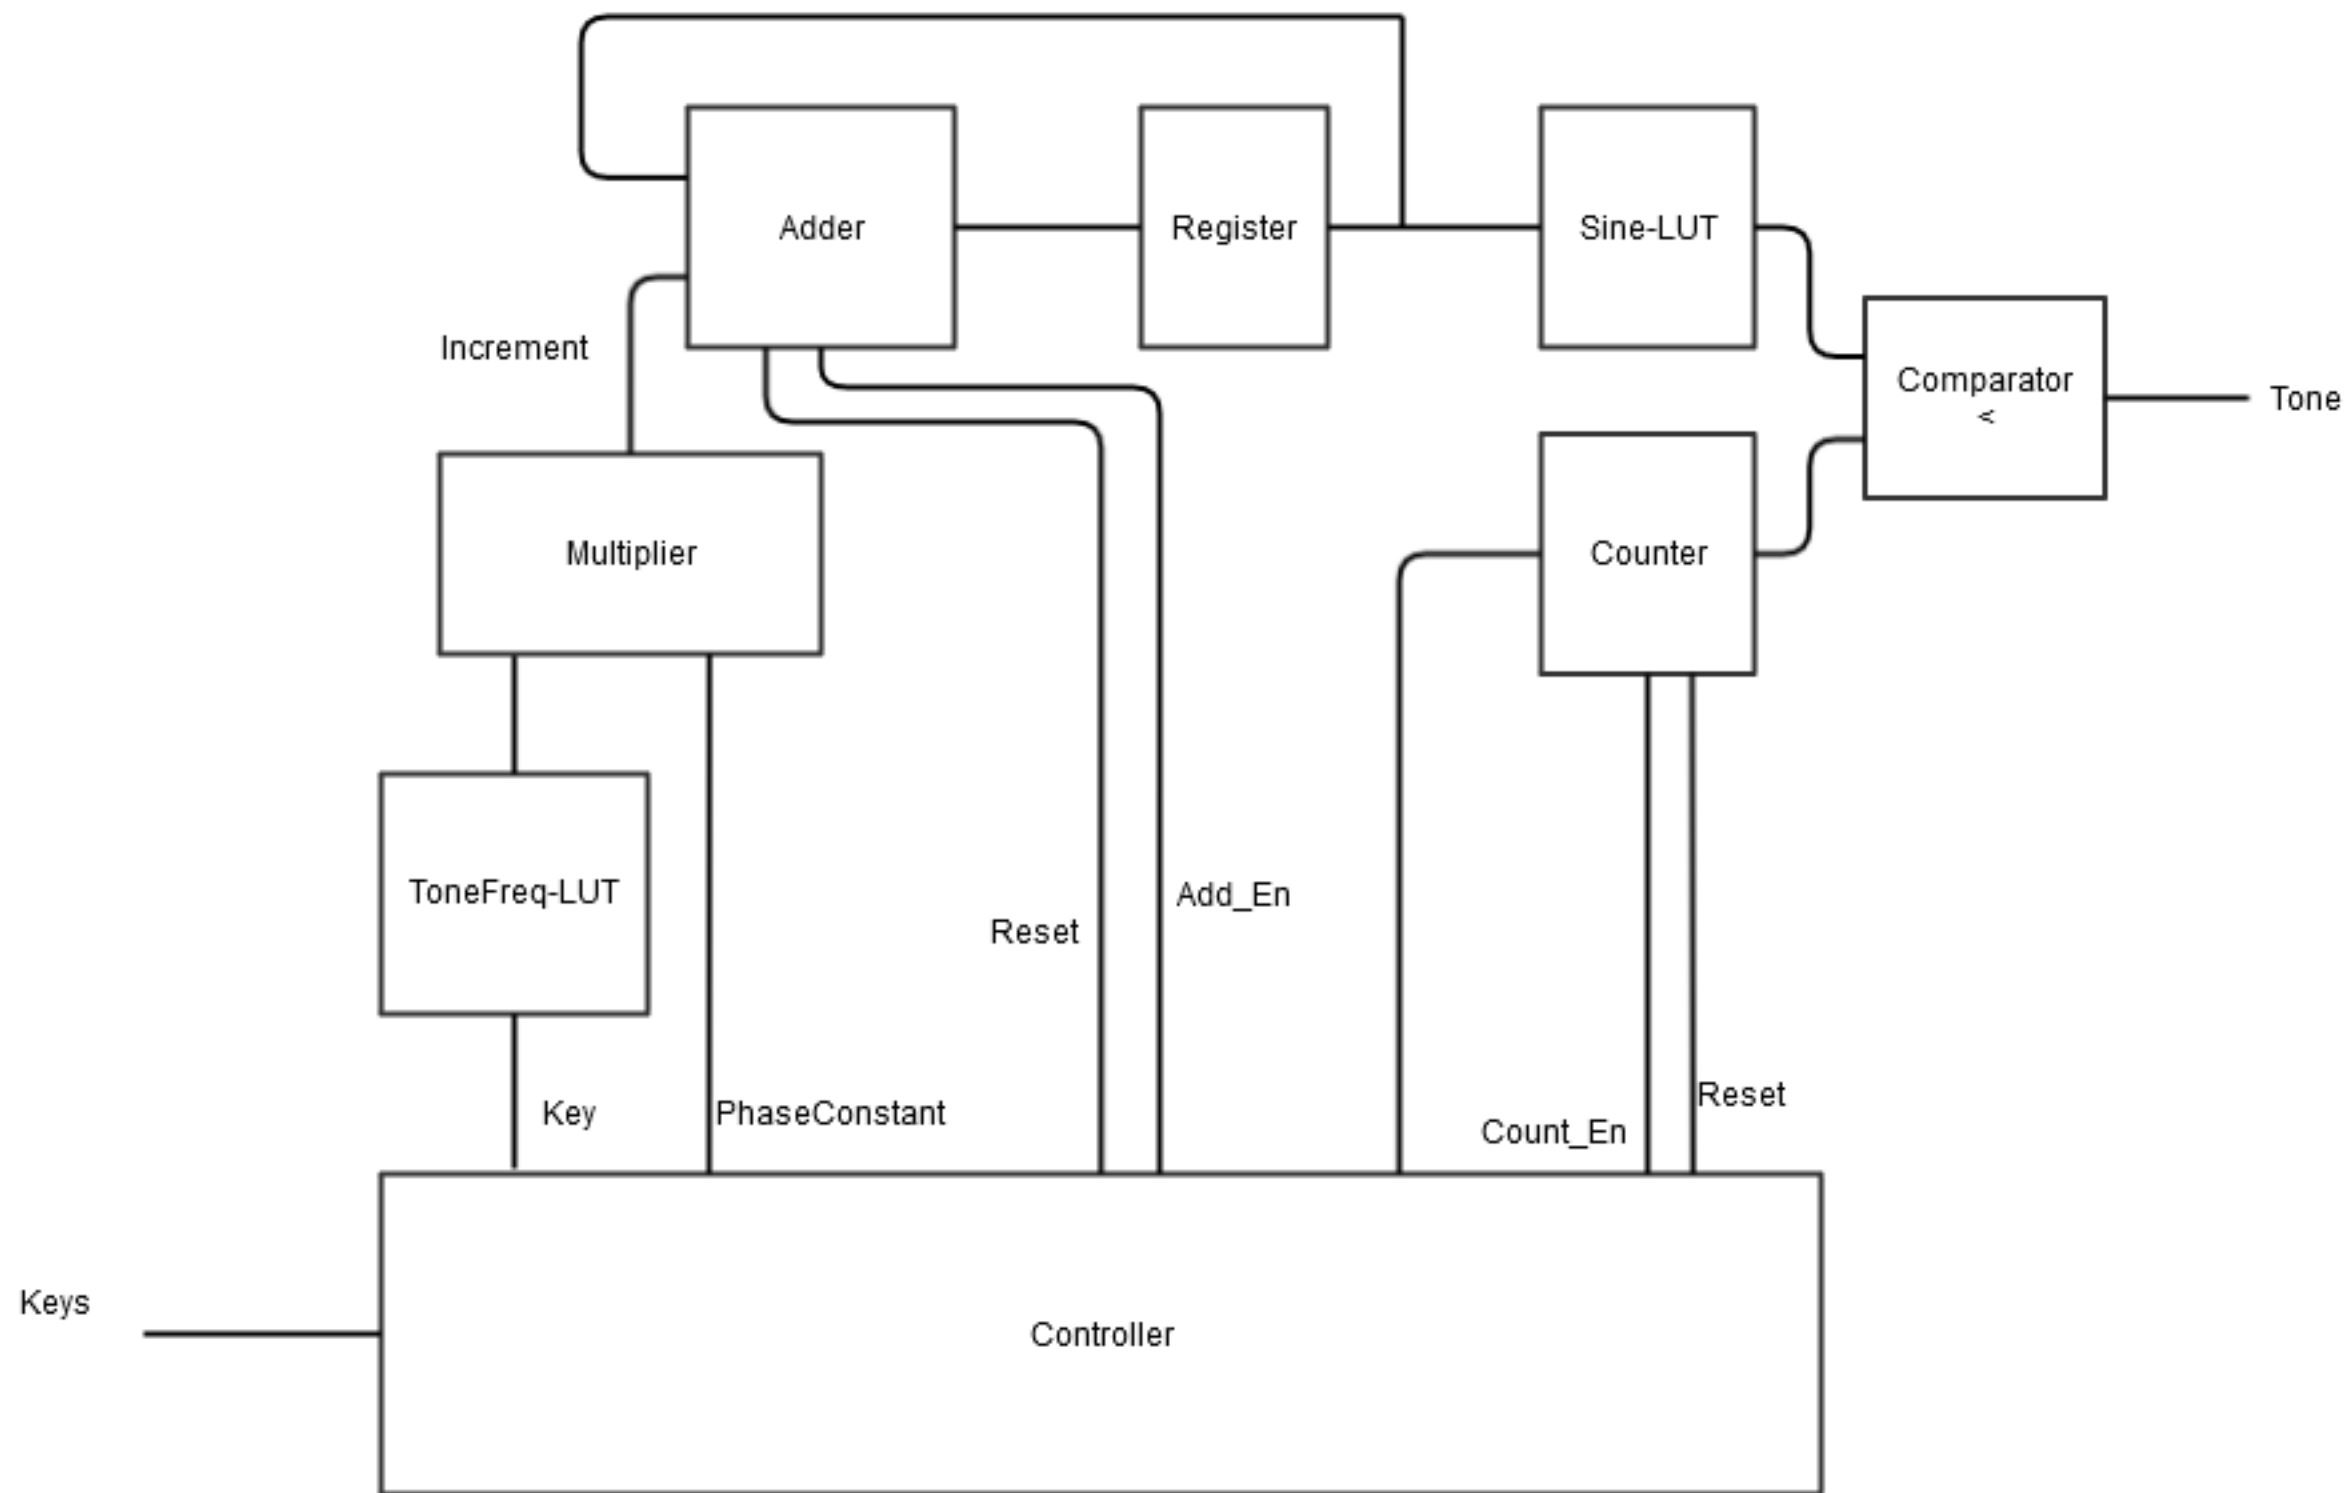 Adder
Register
Sine-LUT
Increment
Comparator
<
Tone
Multiplier
Counter
ToneFreq-LUT
Add_En
Reset
Reset
Key
PhaseConstant
Count_En
Keys
Controller